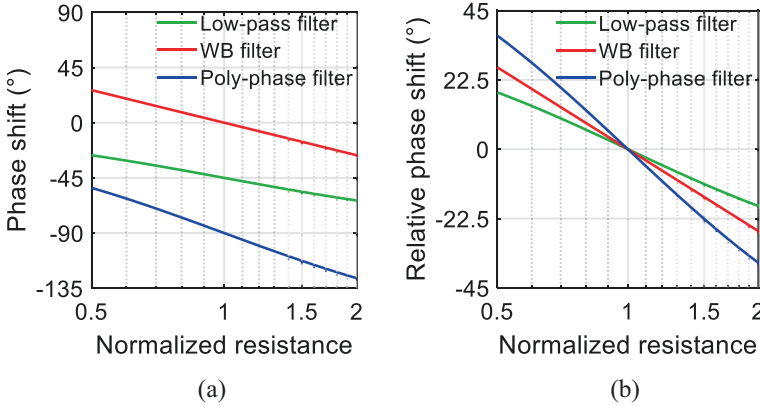 90
45
0
-45
-90
-135
Phase shift (°)
Low-pass filter
WB filter
Poly-phase filter
0.5
1
1.5
2
Normalized resistance
(a)
45
22.5
0
-22.5
-45
Relative phase shift (°)
Low-pass filter
WB filter
Poly-phase filter
0.5
1
1.5
2
Normalized resistance
(b)